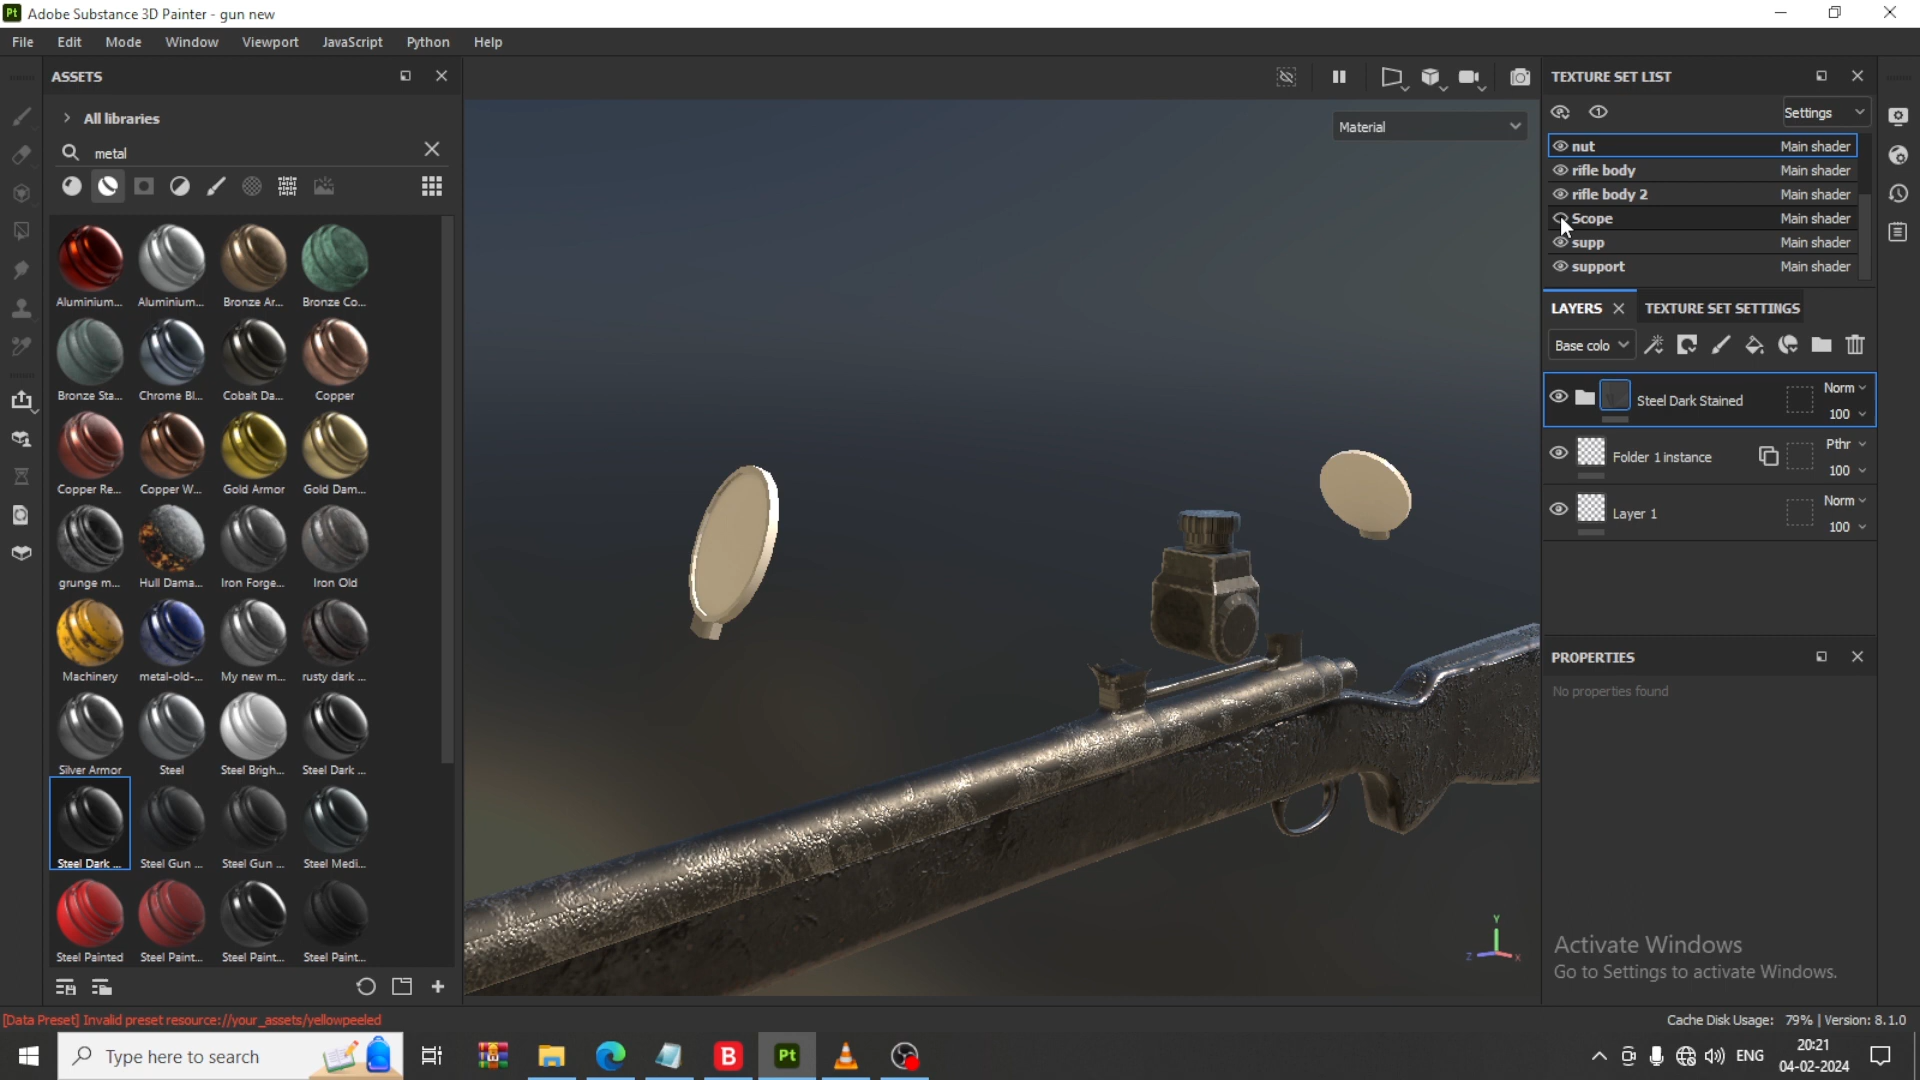 Adobe Substance 3D Painter - gun new
File Edit Mode Window Viewport JavaScript Python Help
ASSETS
All libraries
metal
Aluminium... Aluminium... Bronze Ar... Bronze Co...
Bronze Sta... Chrome Bl... Cobalt Da... Copper
Copper Re... Copper W... Gold Armor Gold Dam...
grunge m... Hull Dama... Iron Forge... Iron Old
Machinery metal-old-... My new m... rusty dark ...
Silver Armor Steel Steel Brigh... Steel Dark ...
Steel Dark ... Steel Gun ... Steel Gun ... Steel Medi...
Steel Painted Steel Paint... Steel Paint... Steel Paint...
Material
TEXTURE SET LIST
Settings
nut Main shader
rifle body Main shader
rifle body 2 Main shader
Scope Main shader
supp Main shader
support Main shader
LAYERS TEXTURE SET SETTINGS
Base colo
Steel Dark Stained Norm 100
Folder 1 instance Pthr 100
Layer 1 Norm 100
PROPERTIES
No properties found
Y
Z X
Activate Windows
Go to Settings to activate Windows.
[Data Preset] Invalid preset resource://your_assets/yellowpeeled
Cache Disk Usage: 79% | Version: 8.1.0
Type here to search
B
Pt
ENG
20:21
04-02-2024